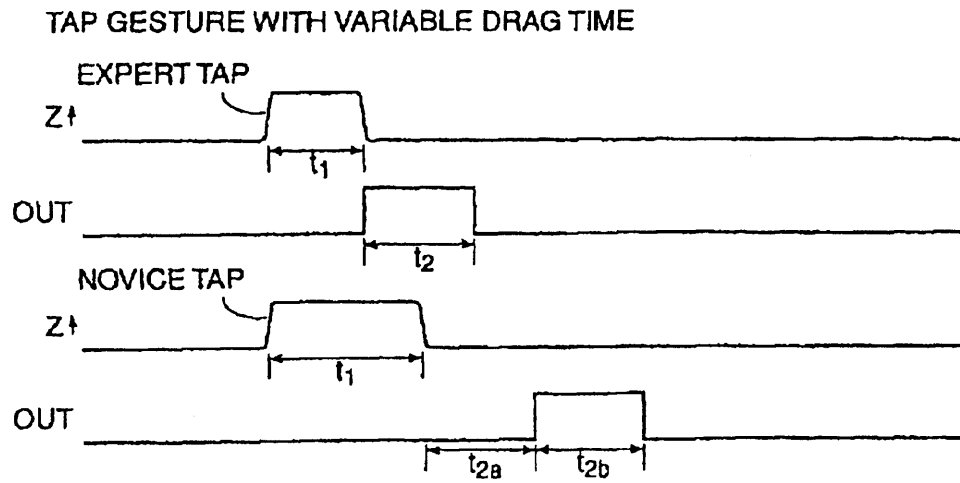 TAP GESTURE WITH VARIABLE DRAG TIME
EXPERT TAP
Z
t1
OUT
t2
NOVICE TAP
Z
t1
OUT
t2a
t2b